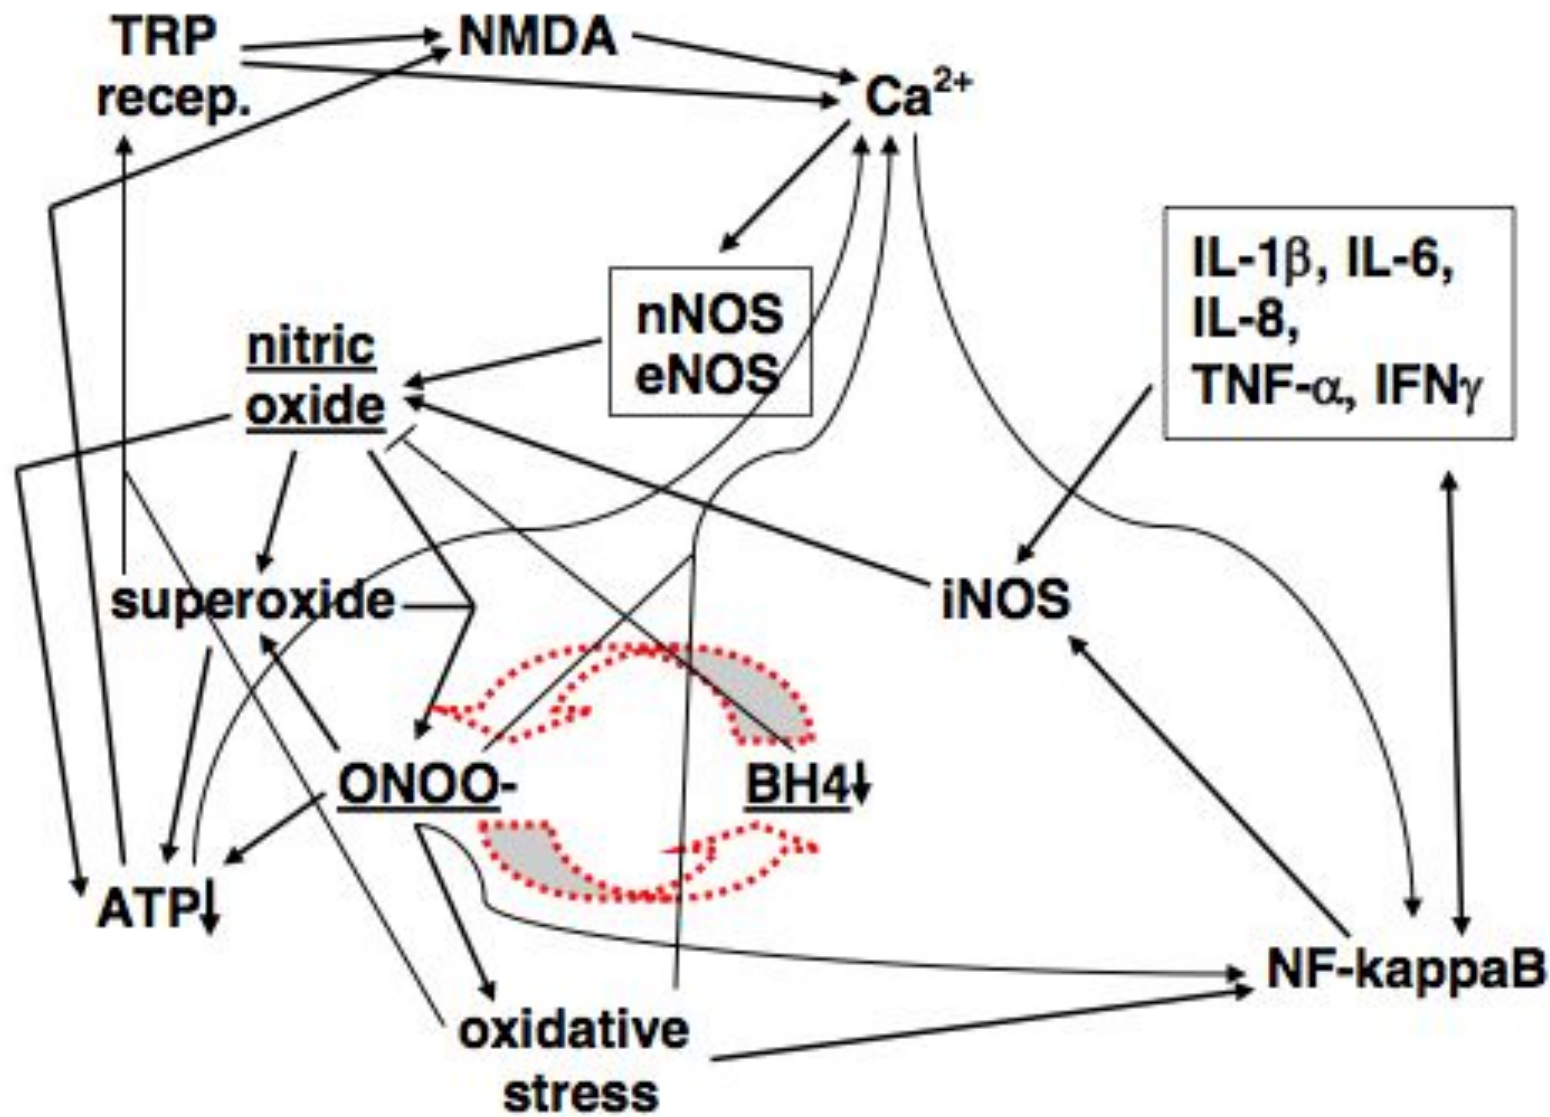 TRP
recep.
NMDA
Ca2+
IL-1β, IL-6,
IL-8,
TNF-α, IFNγ
nNOS
eNOS
nitric
oxide
superoxide
iNOS
ONOO-
BH4↓
ATP↓
NF-kappaB
oxidative
stress